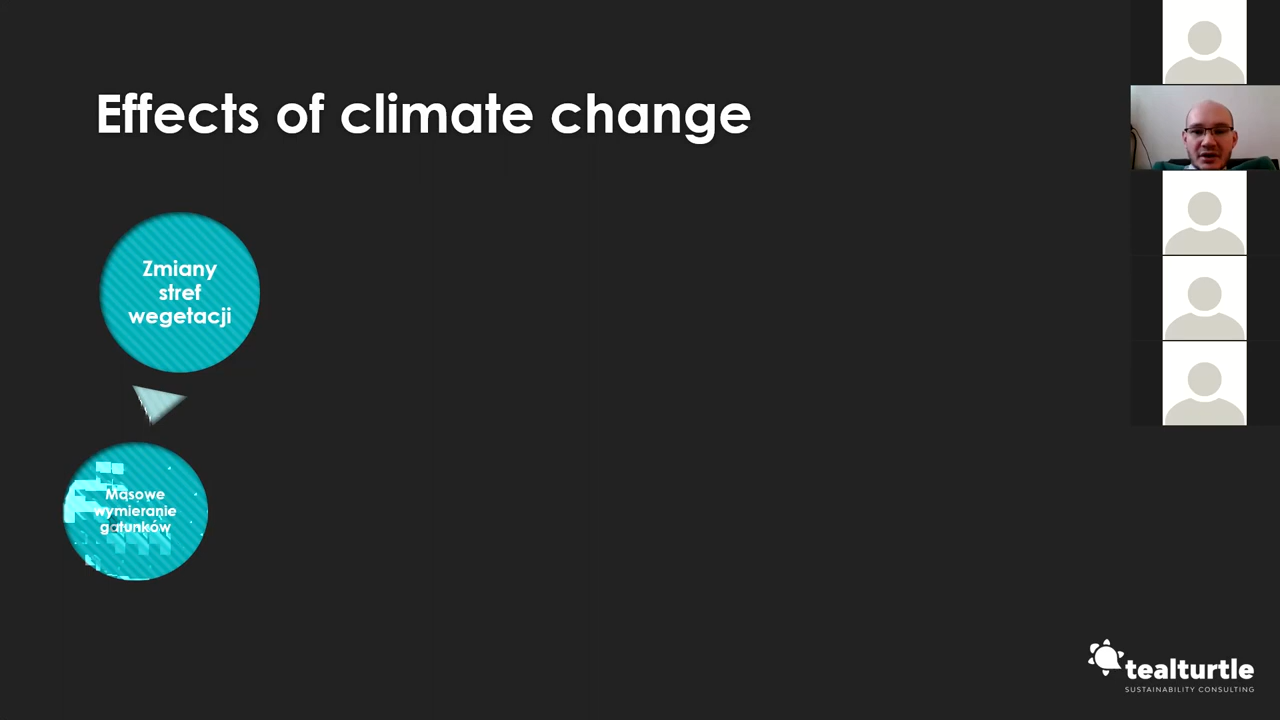 Effects of climate change
Zmiany
stref
wegetacji
Masowe
wymieranie
gatunków
tealturtle
SUSTAINABILITY CONSULTING